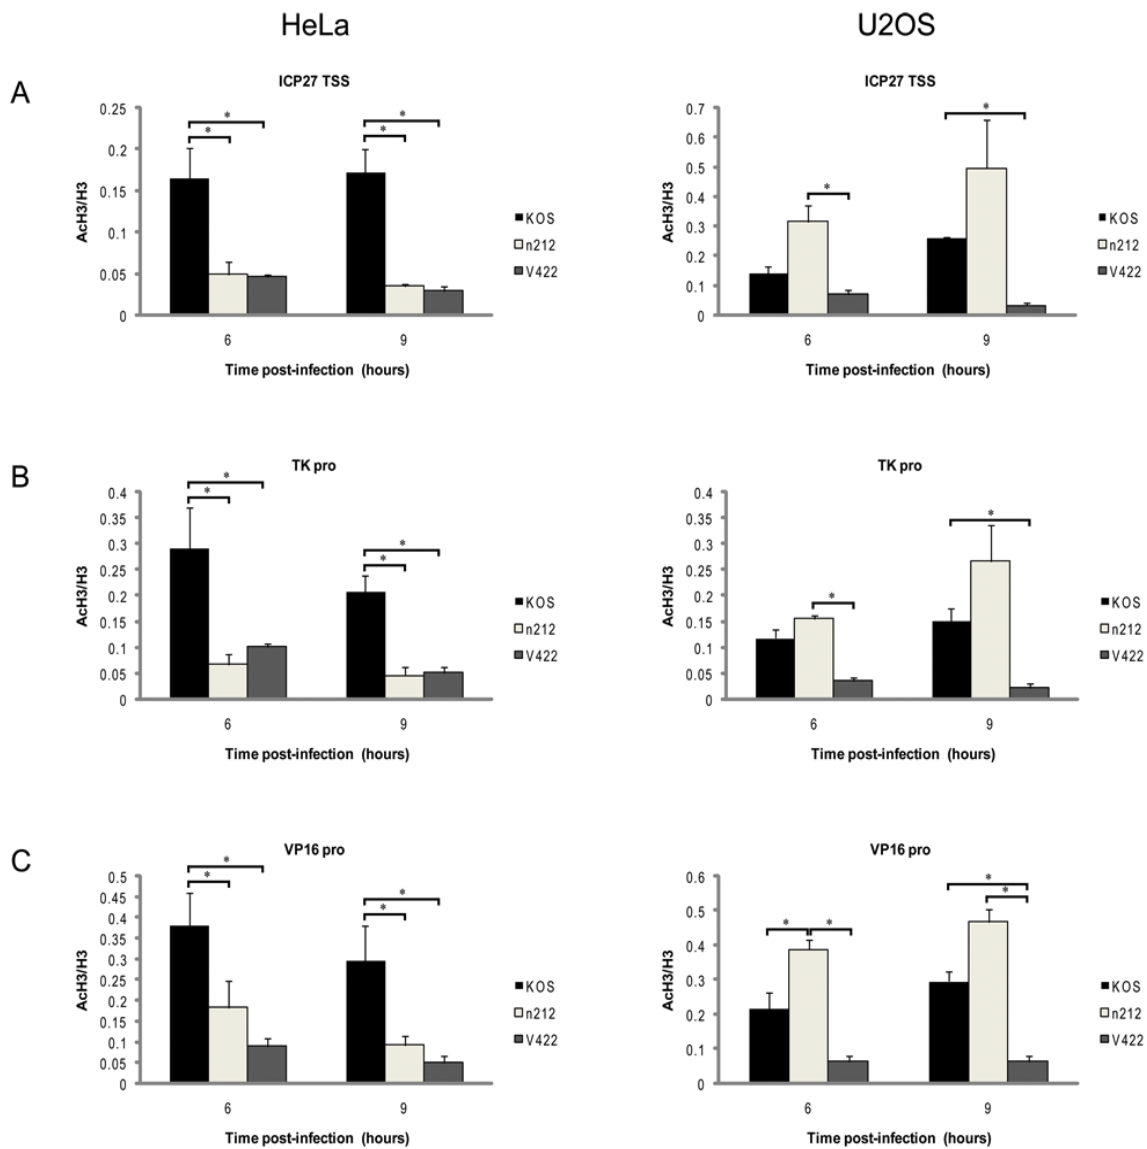 HeLa U2OS
A
ICP27 TSS
0.25
0.2
0.15
0.1
0.05
0
AcH3/H3
* * * *
6 9
Time post-infection (hours)
KOS
n212
V422
ICP27 TSS
0.7
0.6
0.5
0.4
0.3
0.2
0.1
0
AcH3/H3
* *
6 9
Time post-infection (hours)
KOS
n212
V422
B
TK pro
0.4
0.35
0.3
0.25
0.2
0.15
0.1
0.05
0
AcH3/H3
* * * *
6 9
Time post-infection (hours)
KOS
n212
V422
TK pro
0.4
0.35
0.3
0.25
0.2
0.15
0.1
0.05
0
AcH3/H3
* *
6 9
Time post-infection (hours)
KOS
n212
V422
C
VP16 pro
0.5
0.45
0.4
0.35
0.3
0.25
0.2
0.15
0.1
0.05
0
AcH3/H3
* * * *
6 9
Time post-infection (hours)
KOS
n212
V422
VP16 pro
0.6
0.5
0.4
0.3
0.2
0.1
0
AcH3/H3
* * * *
6 9
Time post-infection (hours)
KOS
n212
V422